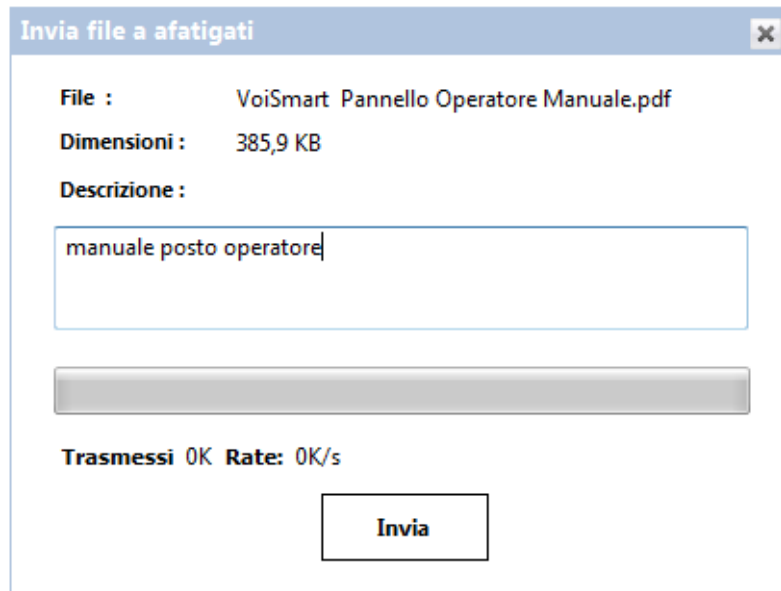 Invia file a afatigati
File : VoiSmart Pannello Operatore Manuale.pdf
Dimensioni : 385,9 KB
Descrizione :
manuale posto operatore
Trasmessi 0K Rate: 0K/s
Invia